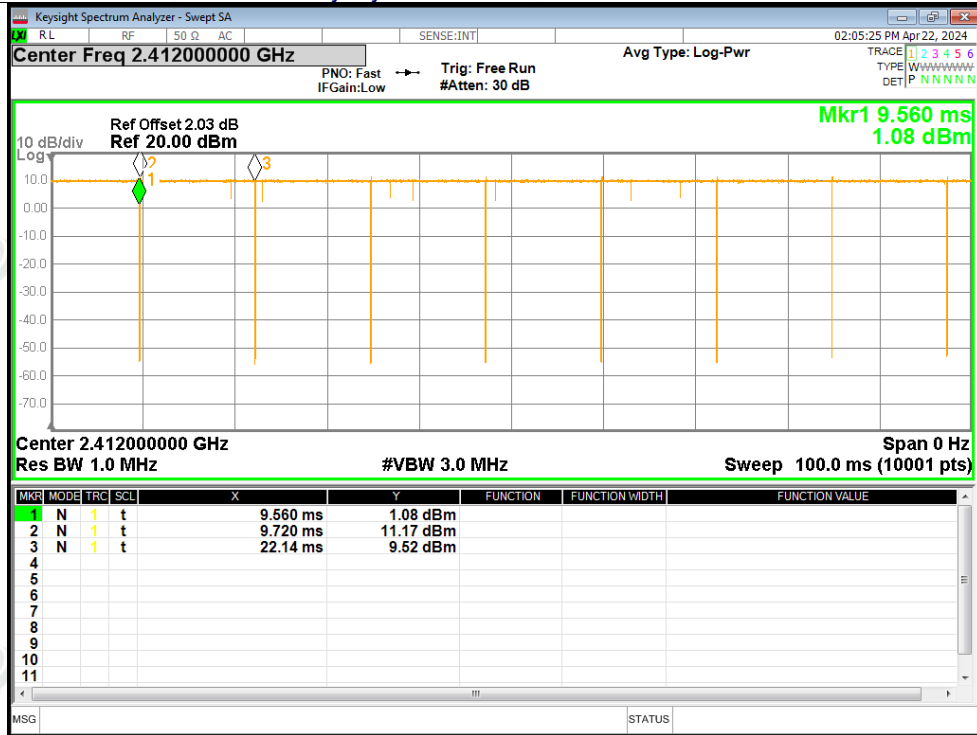 Keysight Spectrum Analyzer - Swept SA
LXI RL RF 50 Ω AC SENSE:INT 02:05:25 PM Apr 22, 2024
Center Freq 2.412000000 GHz Avg Type: Log-Pwr TRACE 1 2 3 4 5 6
PNO: Fast Trig: Free Run TYPE WWWWWW
IFGain:Low #Atten: 30 dB DET P N N N N N
Mkr1 9.560 ms
1.08 dBm
Ref Offset 2.03 dB
10 dB/div Ref 20.00 dBm
Log
2
3
1
10.0
0.00
-10.0
-20.0
-30.0
-40.0
-50.0
-60.0
-70.0
Center 2.412000000 GHz Span 0 Hz
Res BW 1.0 MHz #VBW 3.0 MHz Sweep 100.0 ms (10001 pts)
MKR MODE TRC SCL X Y FUNCTION FUNCTION WIDTH FUNCTION VALUE
1 N 1 t 9.560 ms 1.08 dBm
2 N 1 t 9.720 ms 11.17 dBm
3 N 1 t 22.14 ms 9.52 dBm
4
5
6
7
8
9
10
11
MSG STATUS